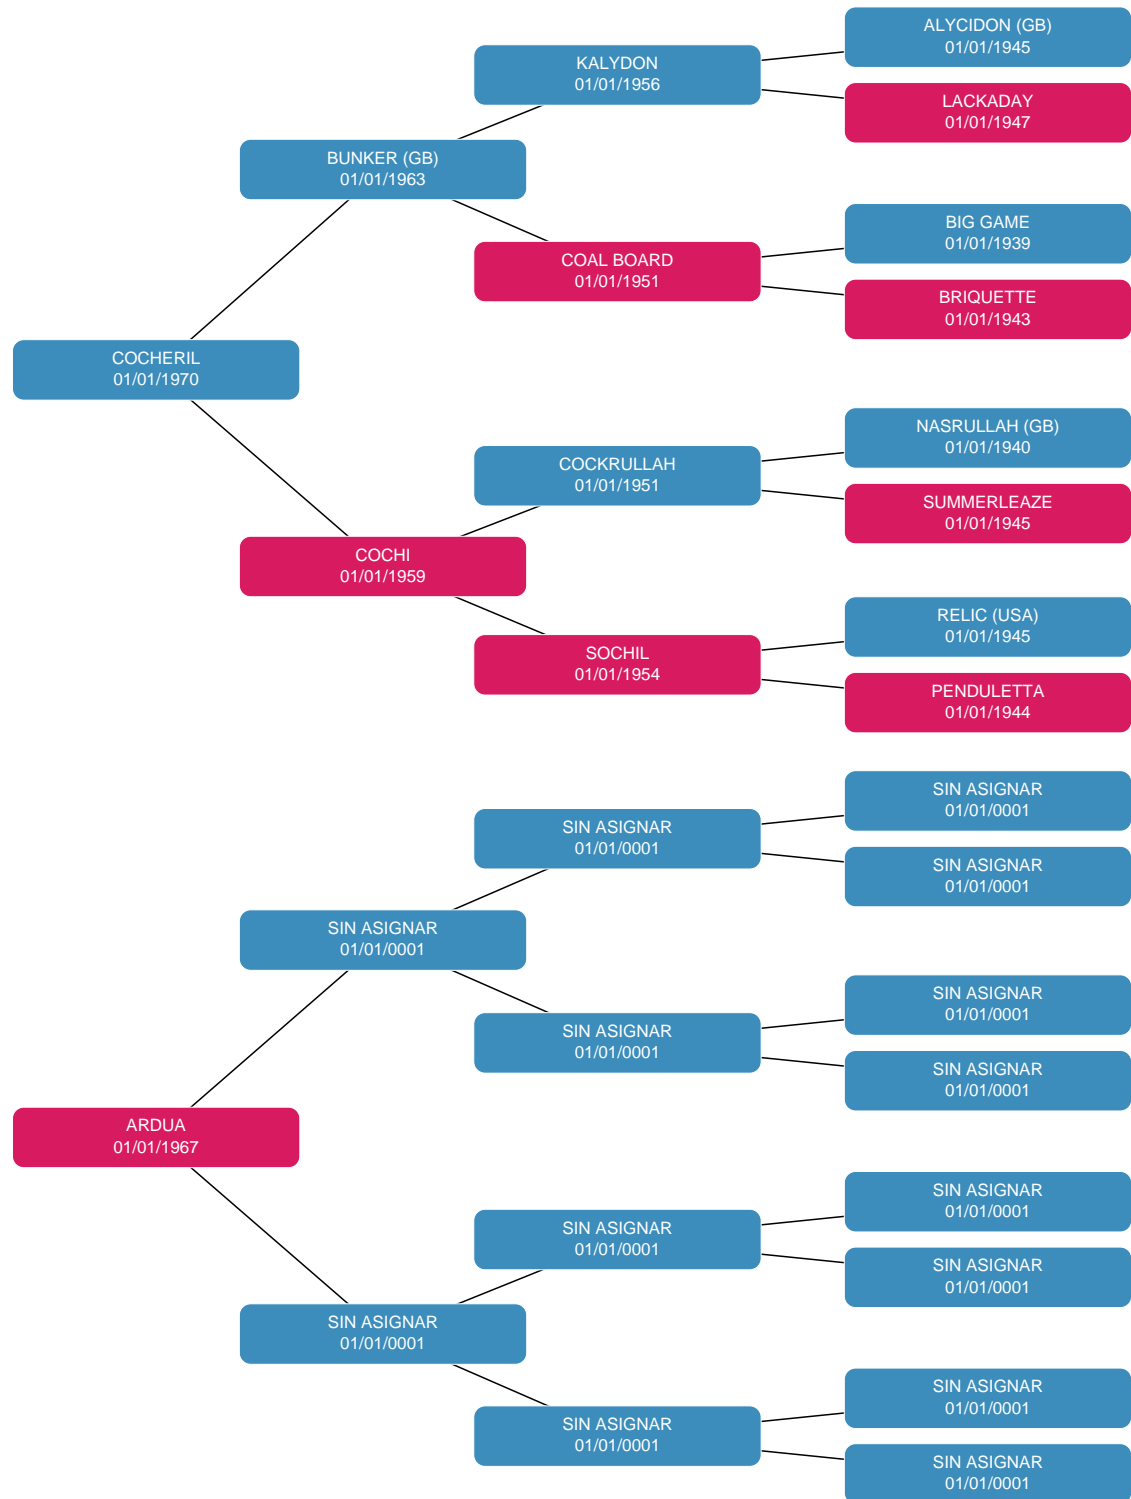 ALYCIDON (GB)
01/01/1945
KALYDON
01/01/1956
LACKADAY
01/01/1947
BUNKER (GB)
01/01/1963
BIG GAME
01/01/1939
COAL BOARD
01/01/1951
BRIQUETTE
01/01/1943
COCHERIL
01/01/1970
NASRULLAH (GB)
01/01/1940
COCKRULLAH
01/01/1951
SUMMERLEAZE
01/01/1945
COCHI
01/01/1959
RELIC (USA)
01/01/1945
SOCHIL
01/01/1954
PENDULETTA
01/01/1944
SIN ASIGNAR
01/01/0001
SIN ASIGNAR
01/01/0001
SIN ASIGNAR
01/01/0001
SIN ASIGNAR
01/01/0001
SIN ASIGNAR
01/01/0001
SIN ASIGNAR
01/01/0001
SIN ASIGNAR
01/01/0001
ARDUA
01/01/1967
SIN ASIGNAR
01/01/0001
SIN ASIGNAR
01/01/0001
SIN ASIGNAR
01/01/0001
SIN ASIGNAR
01/01/0001
SIN ASIGNAR
01/01/0001
SIN ASIGNAR
01/01/0001
SIN ASIGNAR
01/01/0001